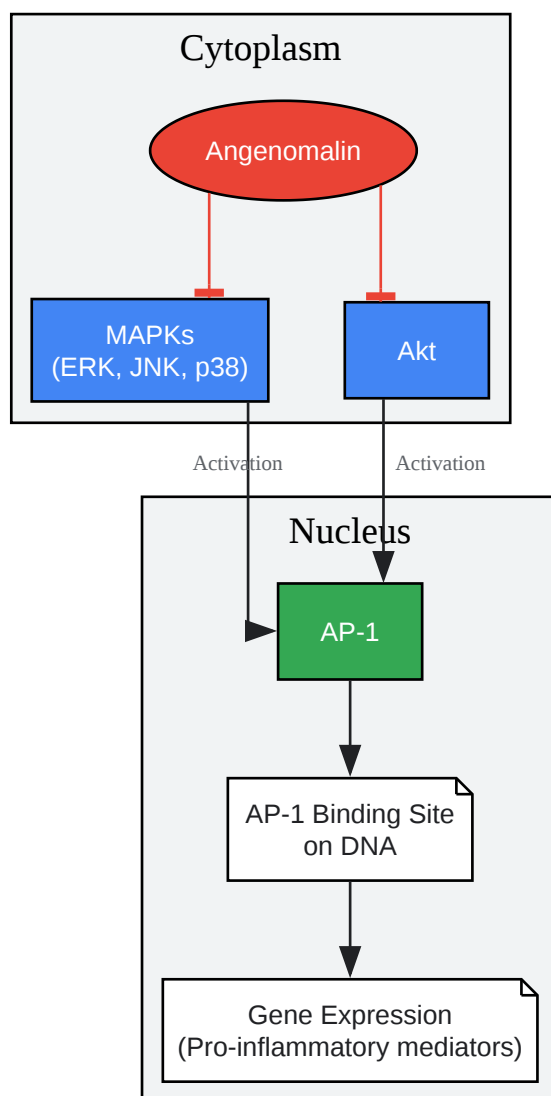 Cytoplasm
Angenomalin
MAPKs
(ERK, JNK, p38)
Akt
Activation
Activation
Nucleus
AP-1
AP-1 Binding Site
on DNA
Gene Expression
(Pro-inflammatory mediators)